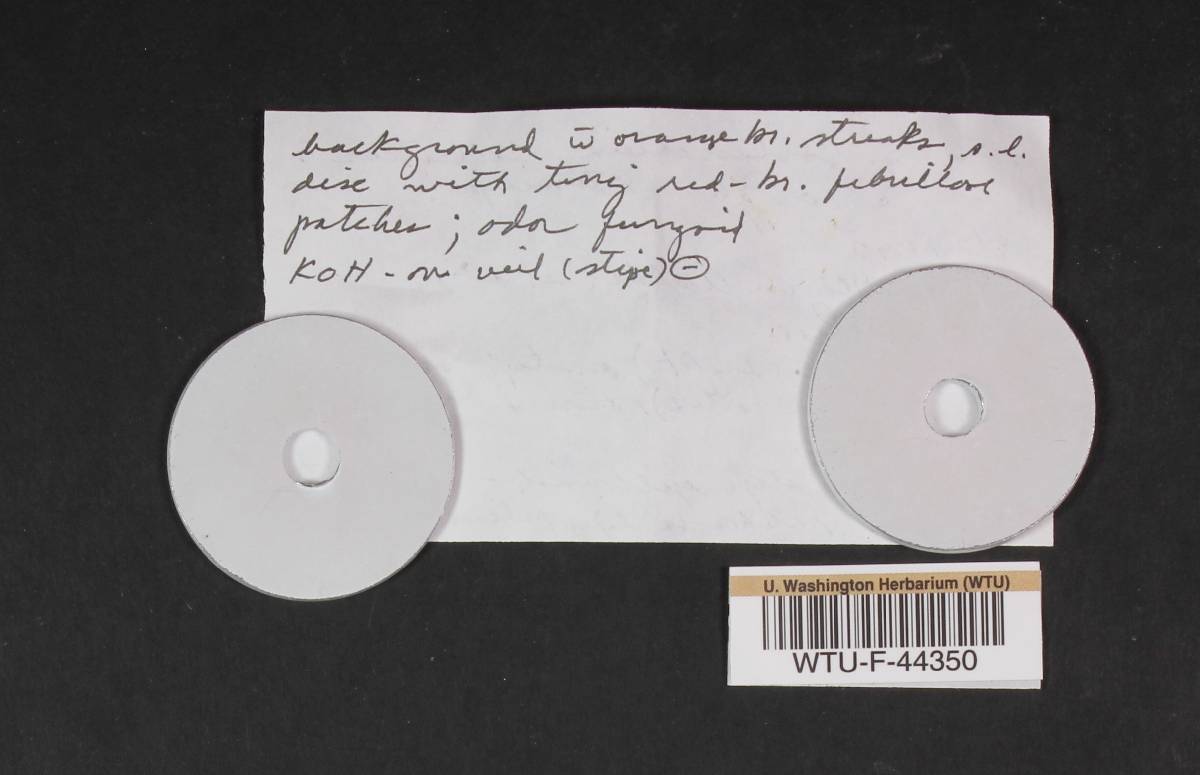 background w̄ orange br. streaks, s.l.
disc with tiny red-br. fibrillose
patches; odor fungoid
KOH - on veil (stipe) ⊖
U. Washington Herbarium (WTU)
WTU-F-44350